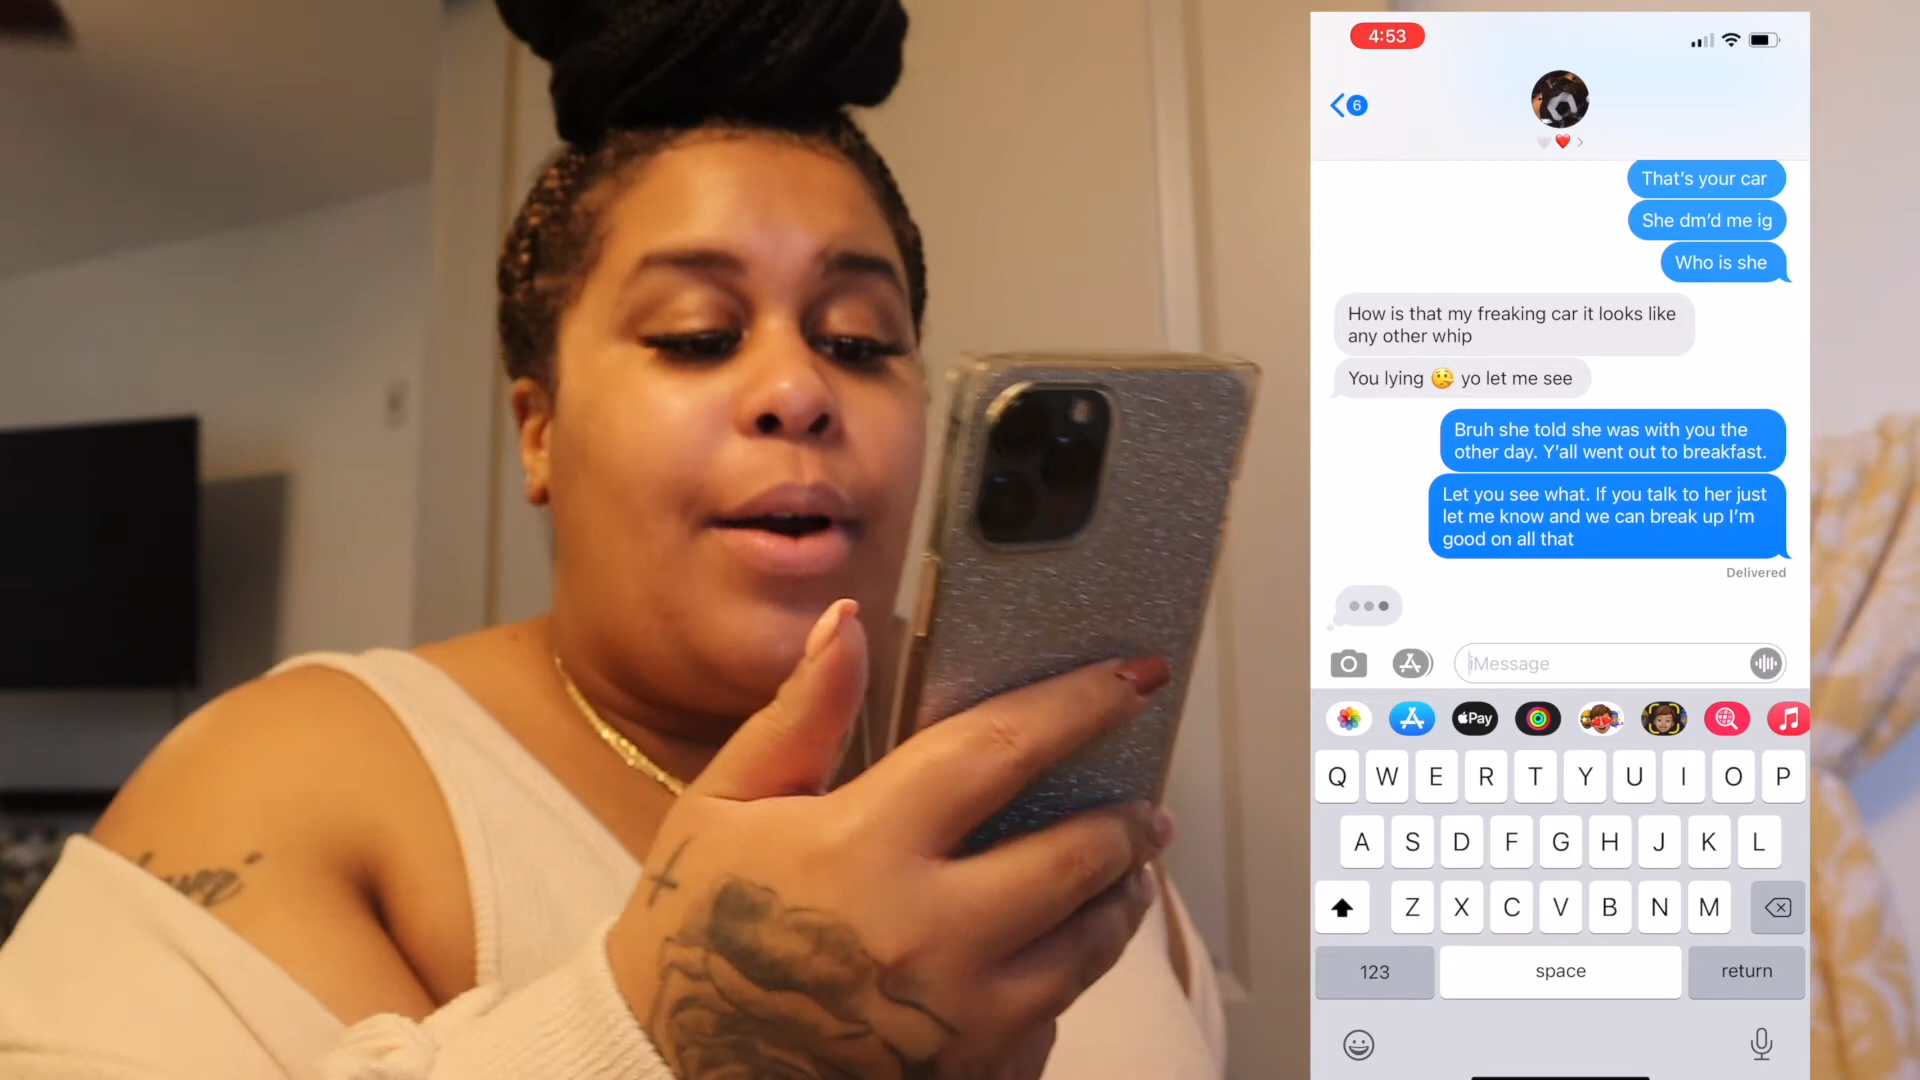 4:53
6
That's your car
She dm'd me ig
Who is she
How is that my freaking car it looks like
any other whip
You lying 🤥 yo let me see
Bruh she told she was with you the
other day. Y'all went out to breakfast.
Let you see what. If you talk to her just
let me know and we can break up I'm
good on all that
Delivered
iMessage
Pay
Q W E R T Y U I O P
A S D F G H J K L
Z X C V B N M
123 space return